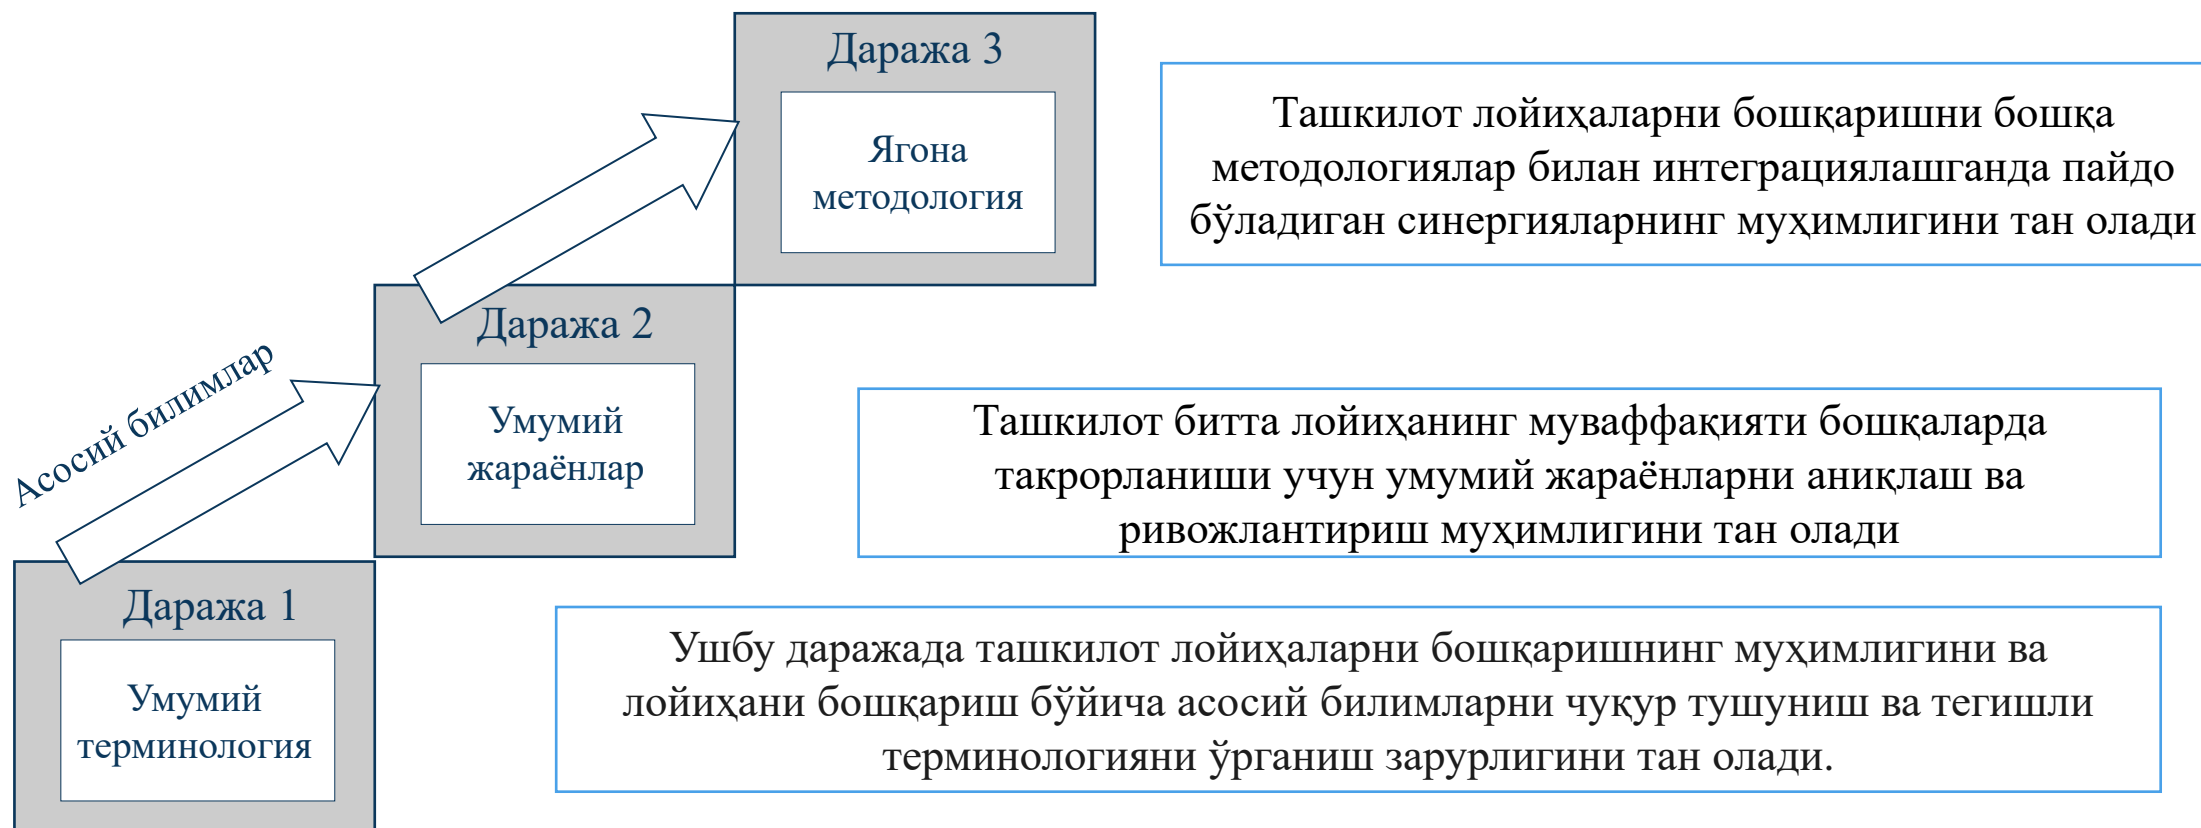 Даража 3
Ягона
методология
Ташкилот лойиҳаларни бошқаришни бошқа
методологиялар билан интеграциялашганда пайдо
бўладиган синергияларнинг муҳимлигини тан олади
Даража 2
Умумий
жараёнлар
Асосий билимлар
Ташкилот битта лойиҳанинг муваффақияти бошқаларда
такрорланиши учун умумий жараёнларни аниқлаш ва
ривожлантириш муҳимлигини тан олади
Даража 1
Умумий
терминология
Ушбу даражада ташкилот лойиҳаларни бошқаришнинг муҳимлигини ва
лойиҳани бошқариш бўйича асосий билимларни чуқур тушуниш ва тегишли
терминологияни ўрганиш зарурлигини тан олади.